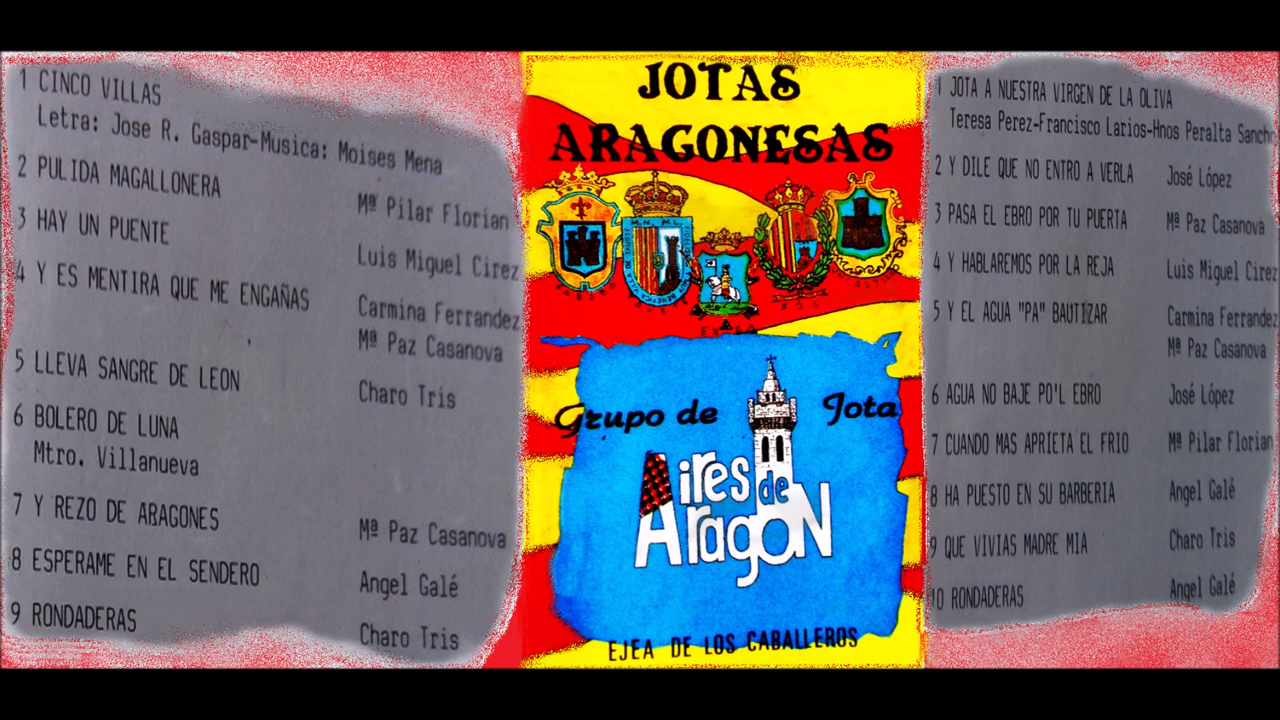 1 CINCO VILLAS
Letra: Jose R. Gaspar-Musica: Moises Mena
2 PULIDA MAGALLONERA
Mª Pilar Florian
3 HAY UN PUENTE
Luis Miguel Cirez
4 Y ES MENTIRA QUE ME ENGAÑAS
Carmina Ferrandez
Mª Paz Casanova
5 LLEVA SANGRE DE LEON
Charo Tris
6 BOLERO DE LUNA
Mtro. Villanueva
7 Y REZO DE ABAGONES
Mª Paz Casanova
8 ESPERAME EN EL SENDERO
Angel Galé
9 RONDADERAS
Charo Tris
JOTAS
ARAGONESAS
Grupo de Jota
Aires de
Aragon
EJEA DE LOS CABALLEROS
1 JOTA A NUESTRA VIRGEN DE LA OLIVA
Teresa Perez-Francisco Larios-Hnos Peralta Sancho
2 Y DILE QUE NO ENTRO A VERLA José López
3 PASA EL EBRO POR TU PUERTA Mª Paz Casanova
4 Y HABLAREMOS POR LA REJA Luis Miguel Cirez
5 Y EL AGUA "PA" BAUTIZAR Carmina Ferrandez
Mª Paz Casanova
6 AGUA NO BAJE PO'L EBRO José López
7 CUANDO MAS APRIETA EL FRIO Mª Pilar Florian
8 HA PUESTO EN SU BARBERIA Angel Galé
9 QUE VIVIAS MADRE MIA Charo Tris
10 RONDADERAS Angel Galé